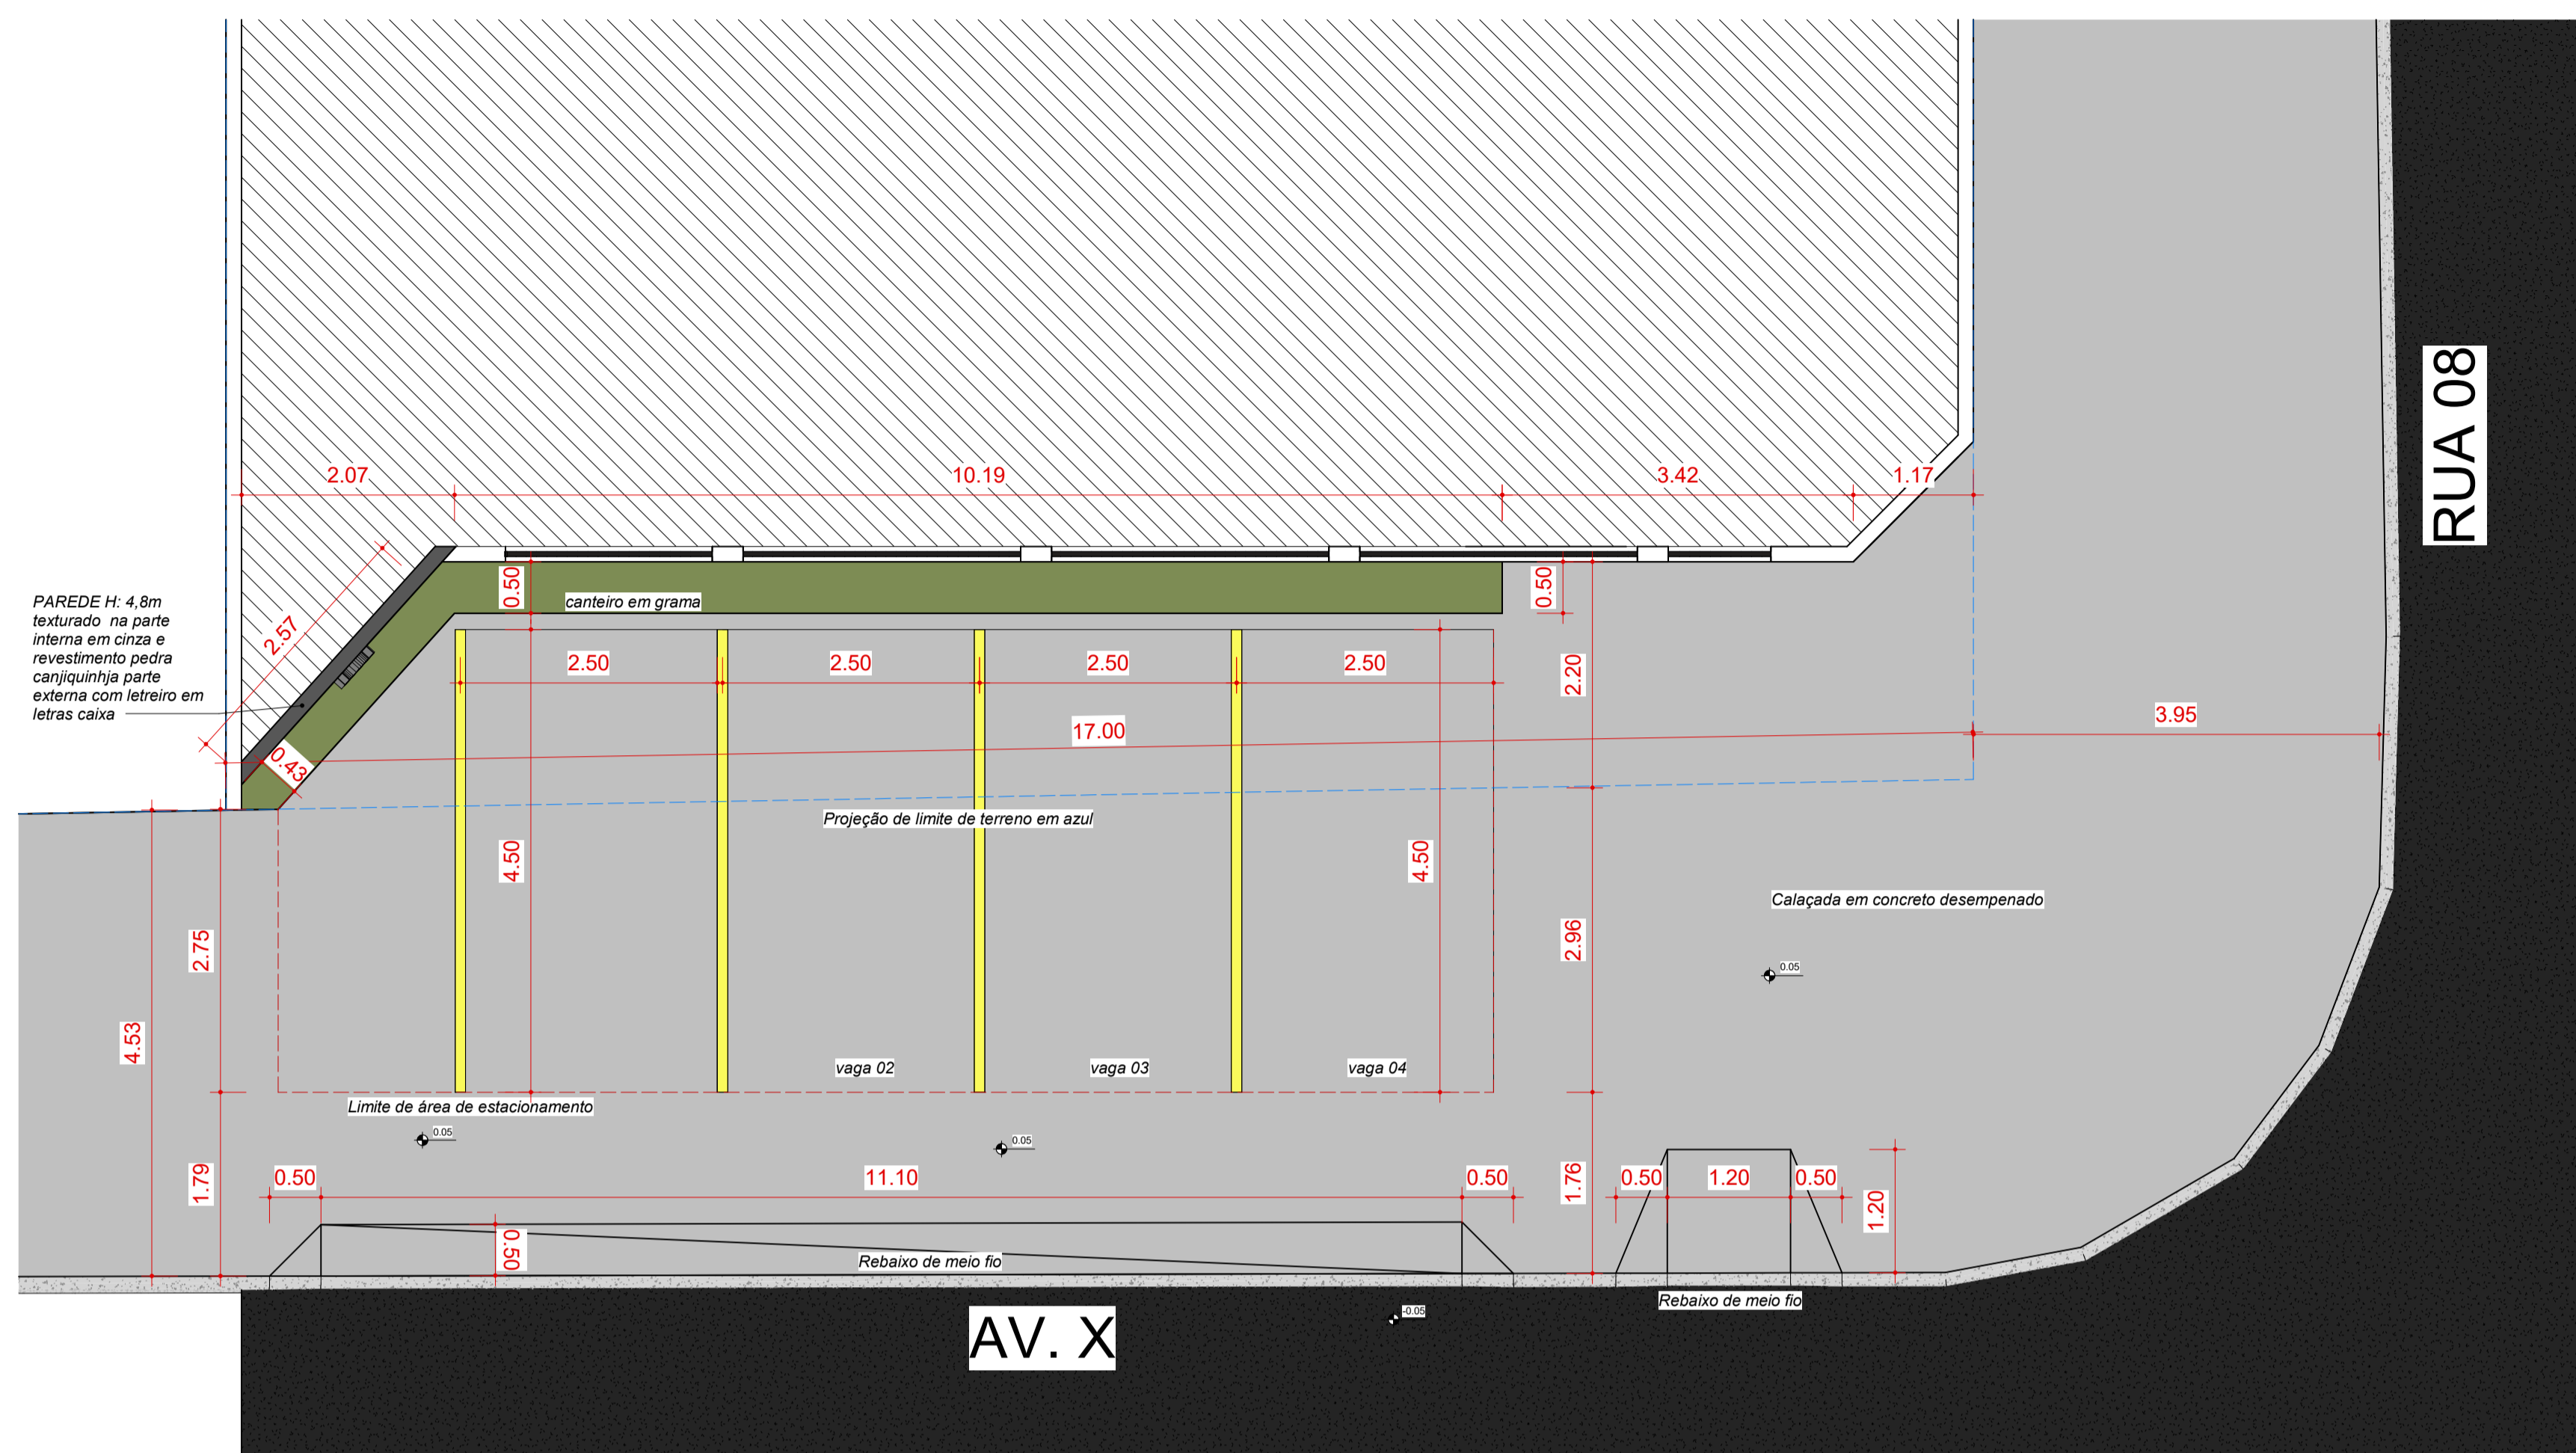 RUA 08
2.07
10.19
3.42
1.17
PAREDE H: 4,8m
texturado na parte
interna em cinza e
revestimento pedra
canjiquinhja parte
externa com letreiro em
letras caixa
2.57
0.50
canteiro em grama
0.50
2.50
2.50
2.50
2.50
2.20
17.00
3.95
0.43
Projeção de limite de terreno em azul
4.50
4.50
Calaçada em concreto desempenado
2.75
2.96
0.05
4.53
vaga 02
vaga 03
vaga 04
Limite de área de estacionamento
0.05
0.05
1.79
0.50
11.10
0.50
1.76
0.50
1.20
0.50
1.20
0.50
Rebaixo de meio fio
Rebaixo de meio fio
-0.05
AV. X